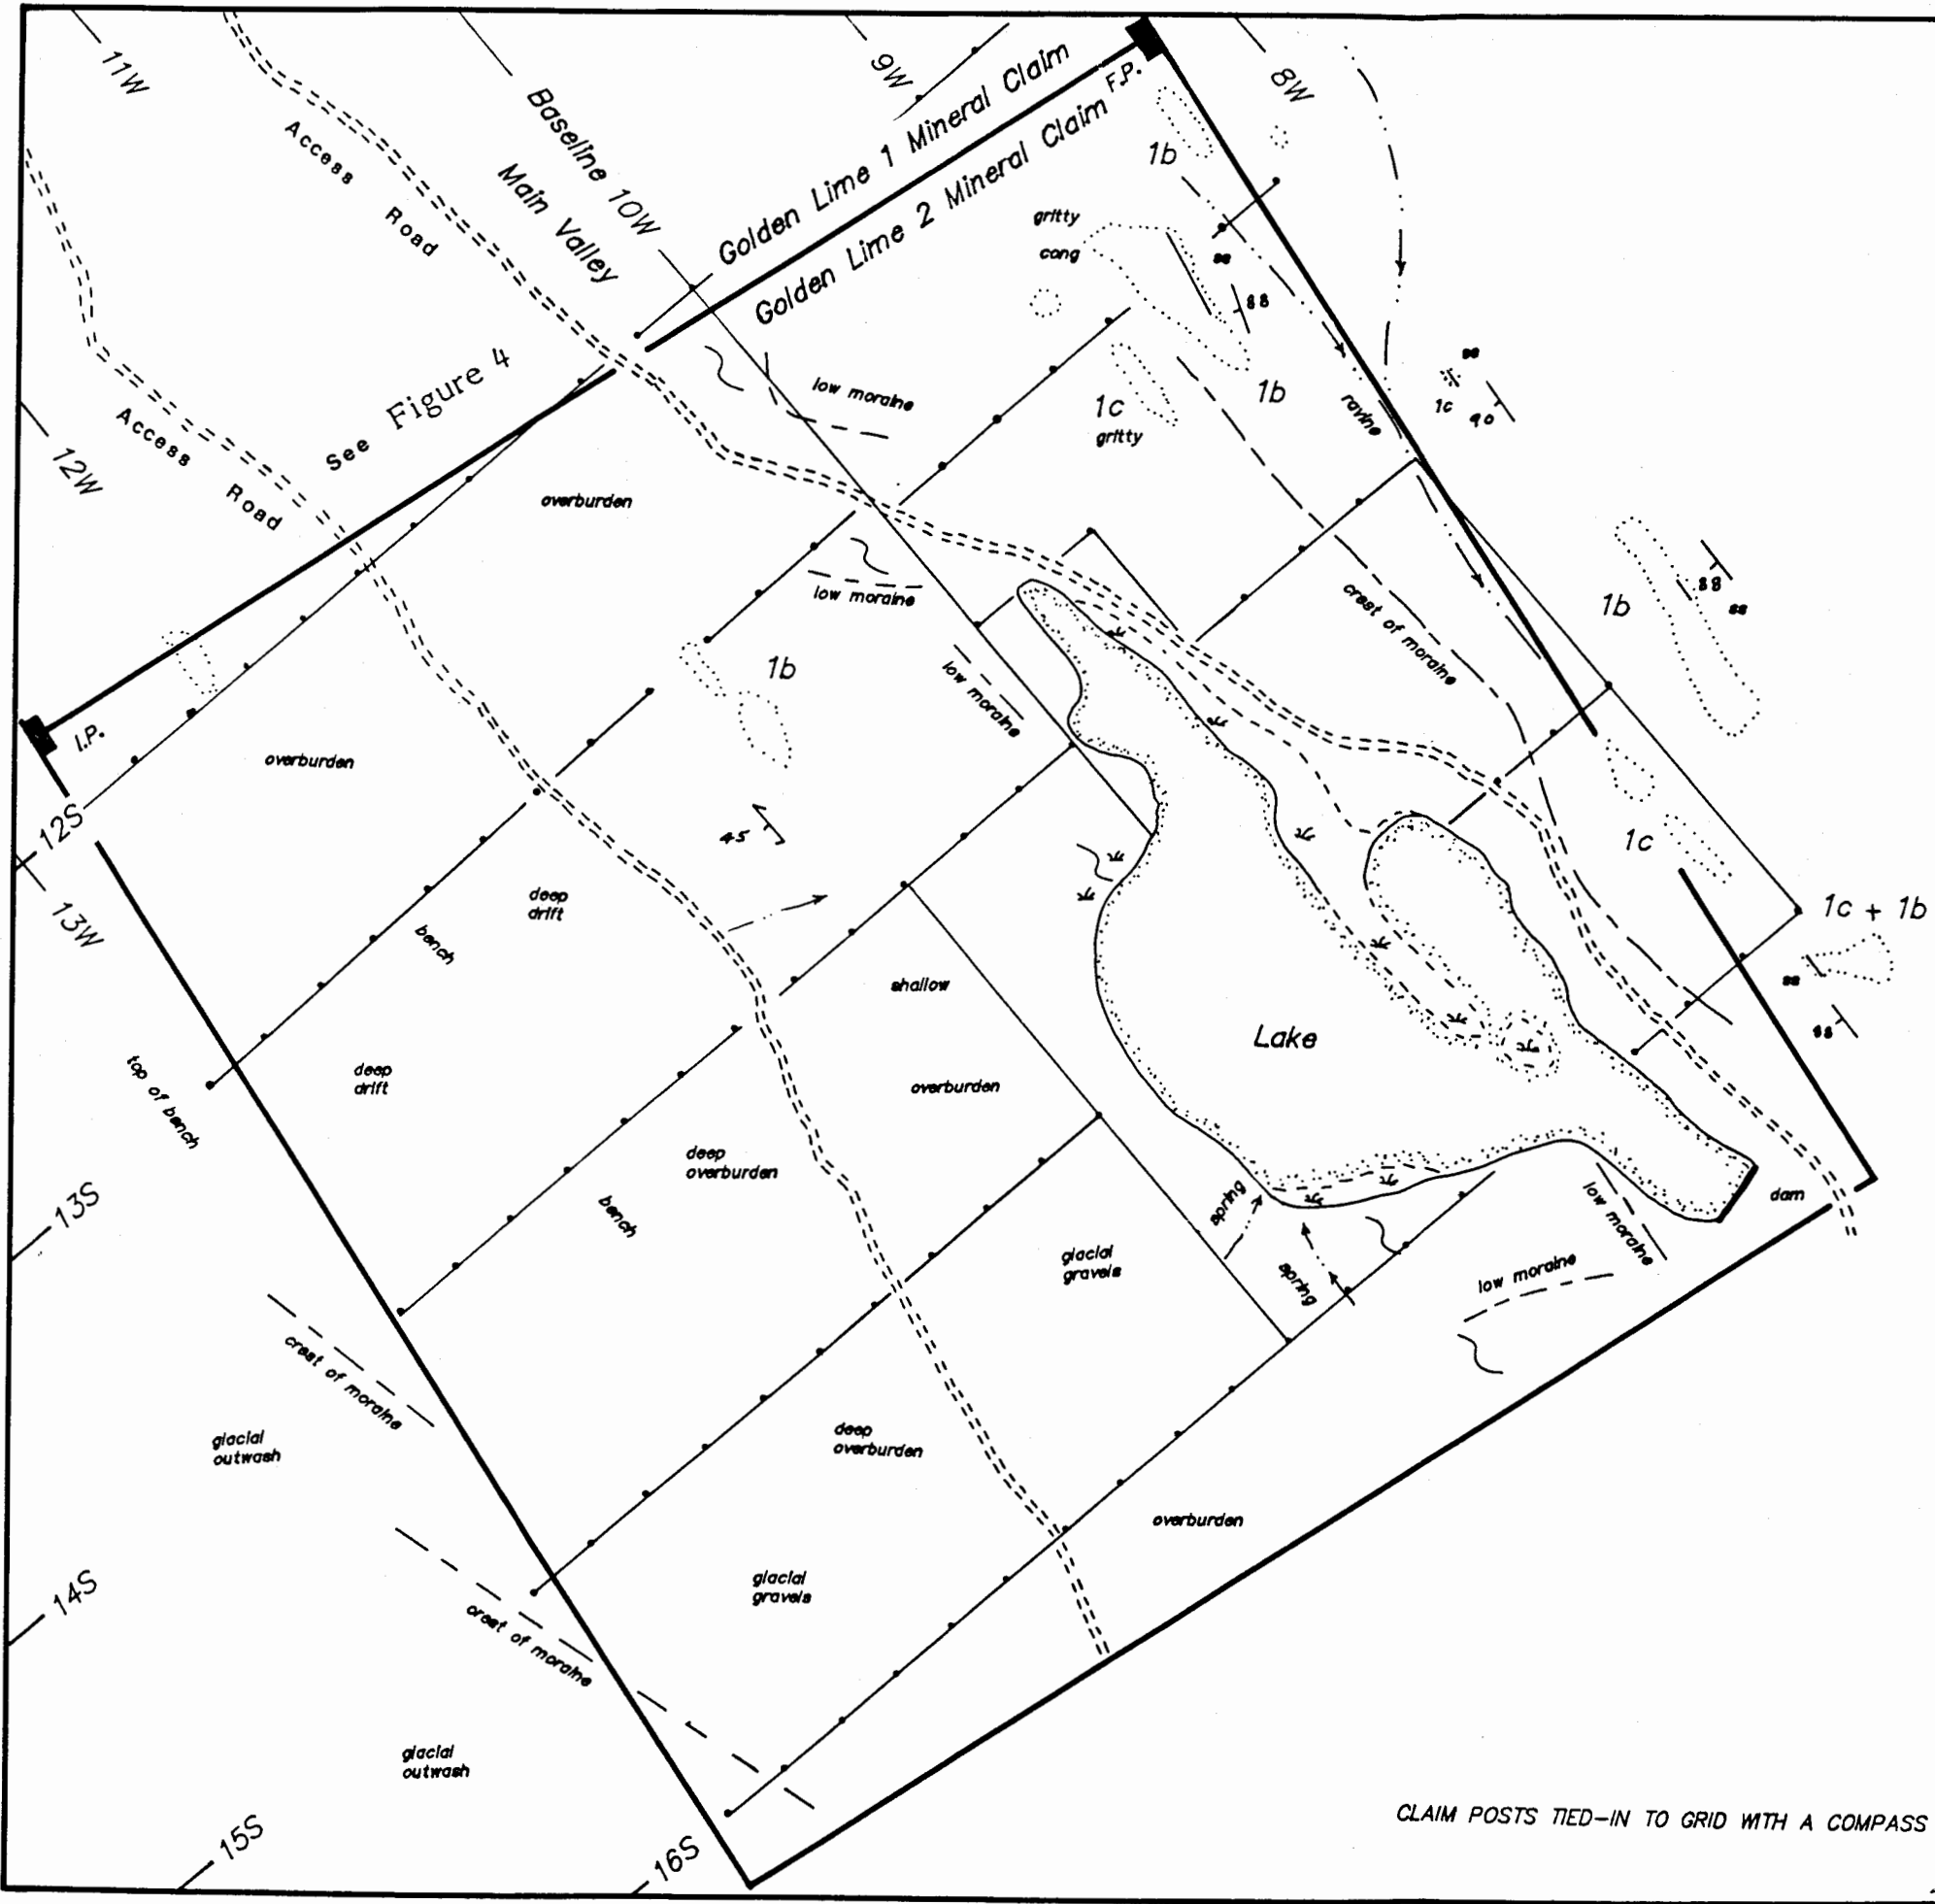 11W
Access
Road
Baseline 10W
Main Valley
9W
Golden Lime 1 Mineral Claim
Golden Lime 2 Mineral Claim
F.P.
8W
1b
gritty
cong
ss
88
1b
ravine
ss
1c
90
low moraine
1c
gritty
See Figure 4
12W
Access
Road
overburden
low moraine
crest of moraine
1b
88
ss
1b
low moraine
I.P.
overburden
12S
13W
45
1c
1c + 1b
ss
88
deep
drift
bench
shallow
Lake
overburden
top of bench
deep
drift
deep
overburden
bench
13S
spring
spring
glacial
gravels
low moraine
low moraine
dam
crest of moraine
glacial
outwash
deep
overburden
overburden
glacial
gravels
14S
crest of moraine
glacial
outwash
15S
16S
CLAIM POSTS TIED-IN TO GRID WITH A COMPASS